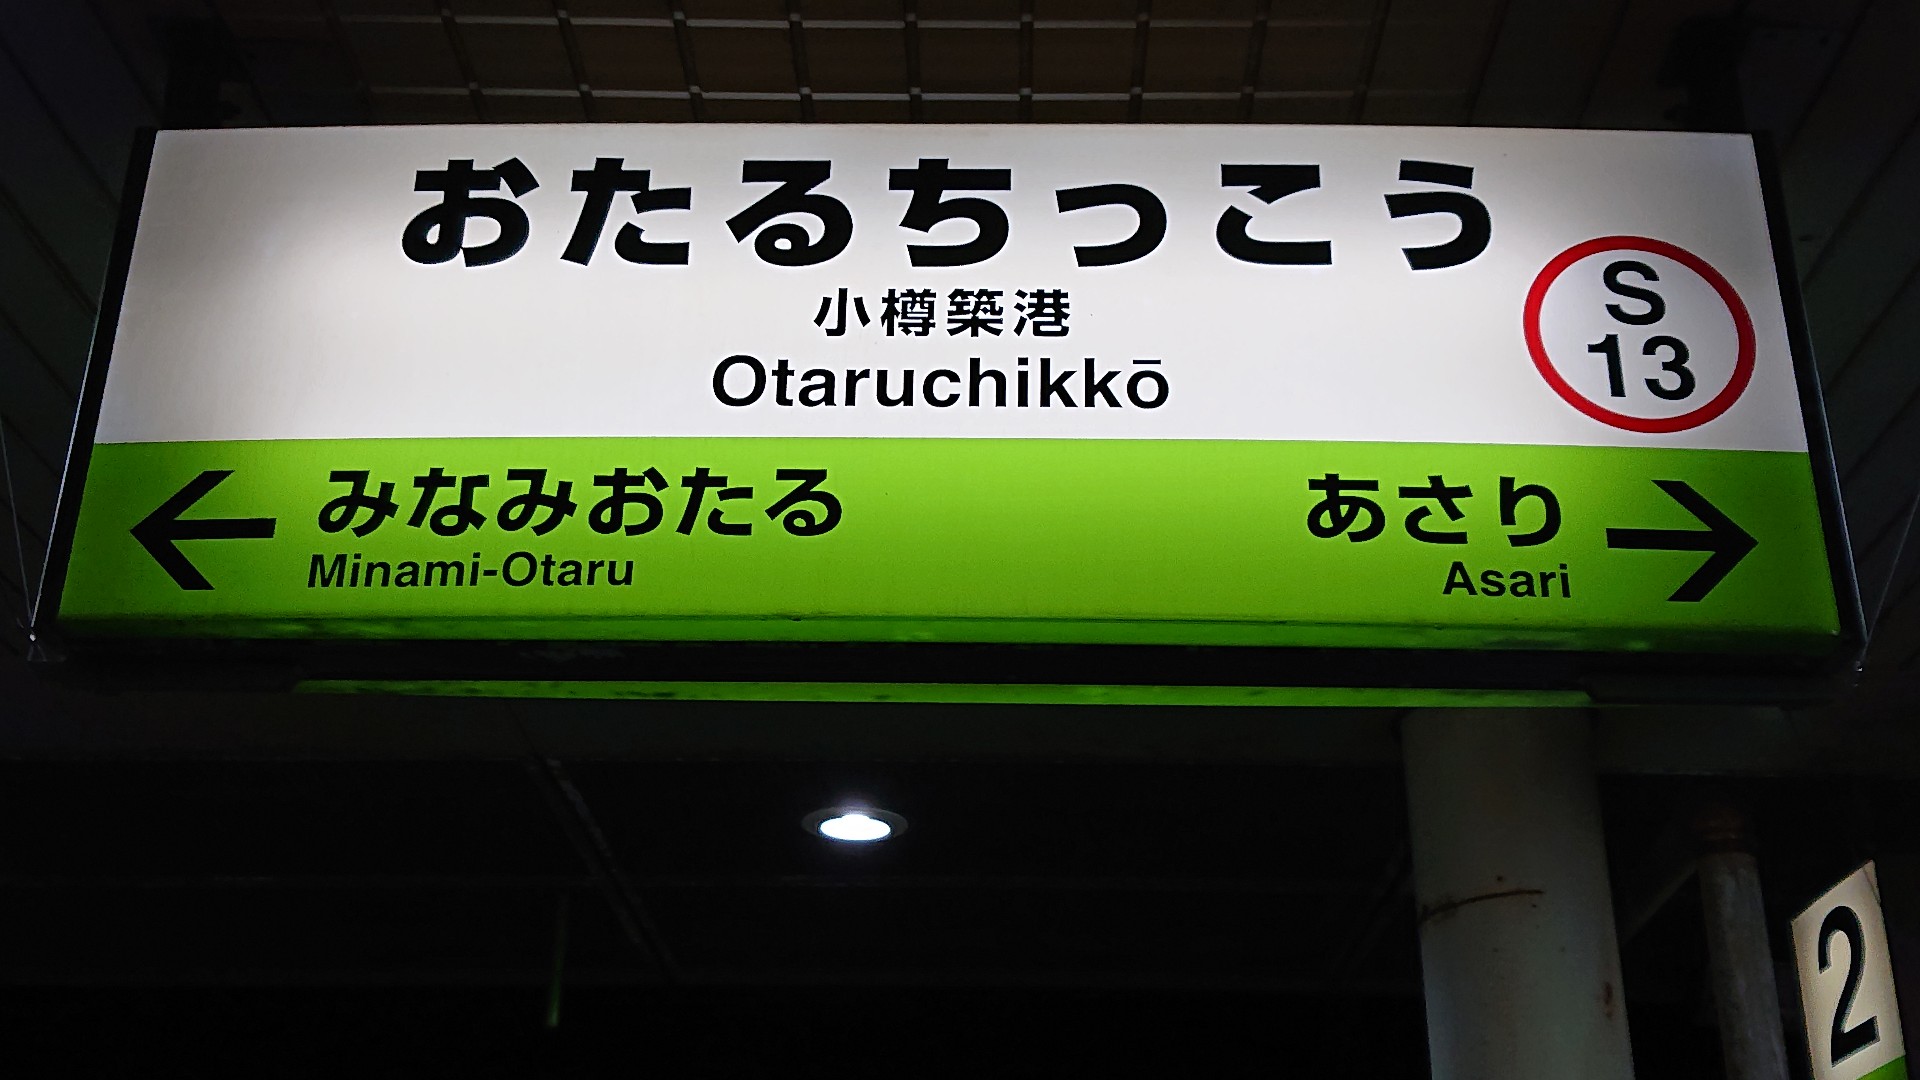 おたるちっこう
小樽築港
Otaruchikkō
S
13
← みなみおたる
Minami-Otaru
あさり →
Asari
2